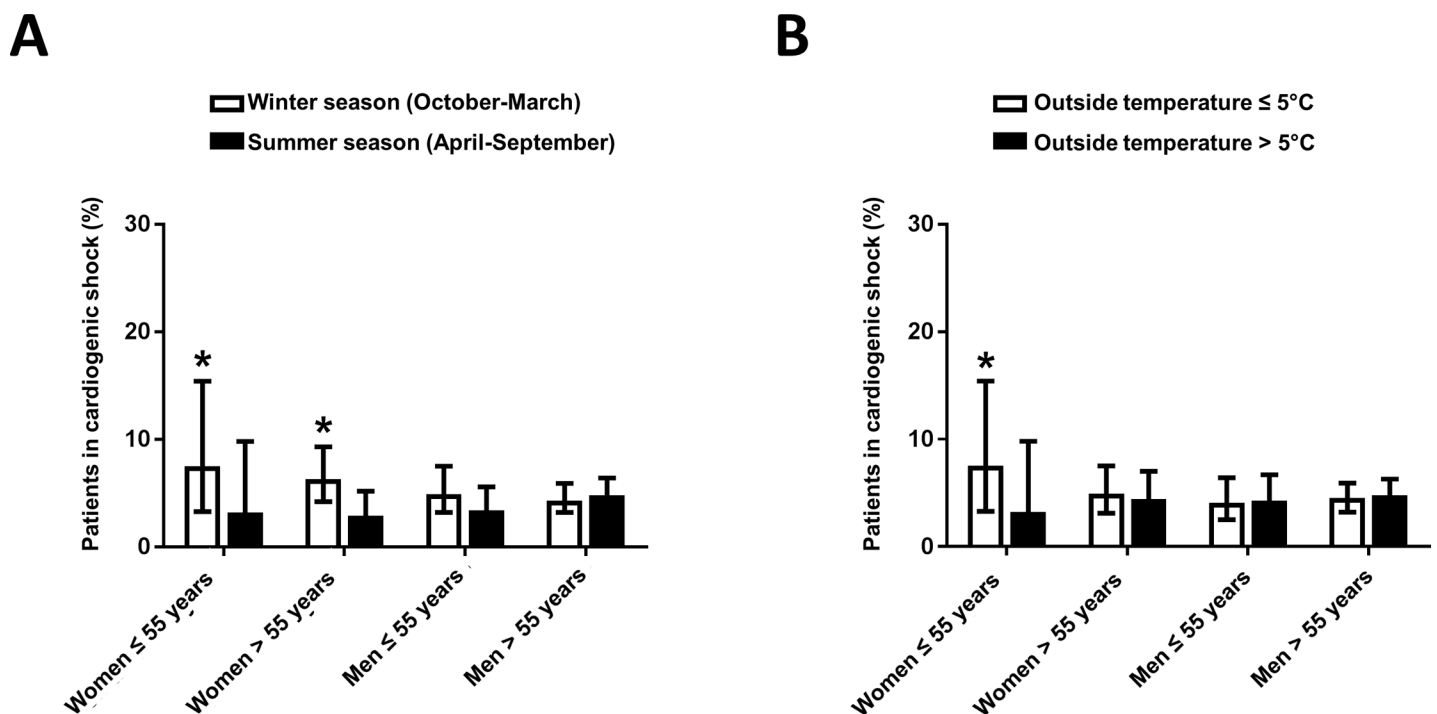 A
Winter season (October-March)
Summer season (April-September)
Patients in cardiogenic shock (%)
30
20
10
0
*
*
Women ≤ 55 years
Women > 55 years
Men ≤ 55 years
Men > 55 years
B
Outside temperature ≤ 5°C
Outside temperature > 5°C
Patients in cardiogenic shock (%)
30
20
10
0
*
Women ≤ 55 years
Women > 55 years
Men ≤ 55 years
Men > 55 years